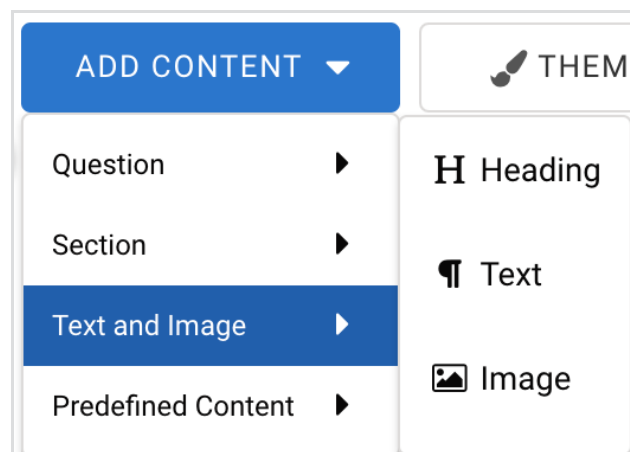 ADD CONTENT
THEM
Question
Section
Text and Image
Predefined Content
H Heading
¶ Text
Image